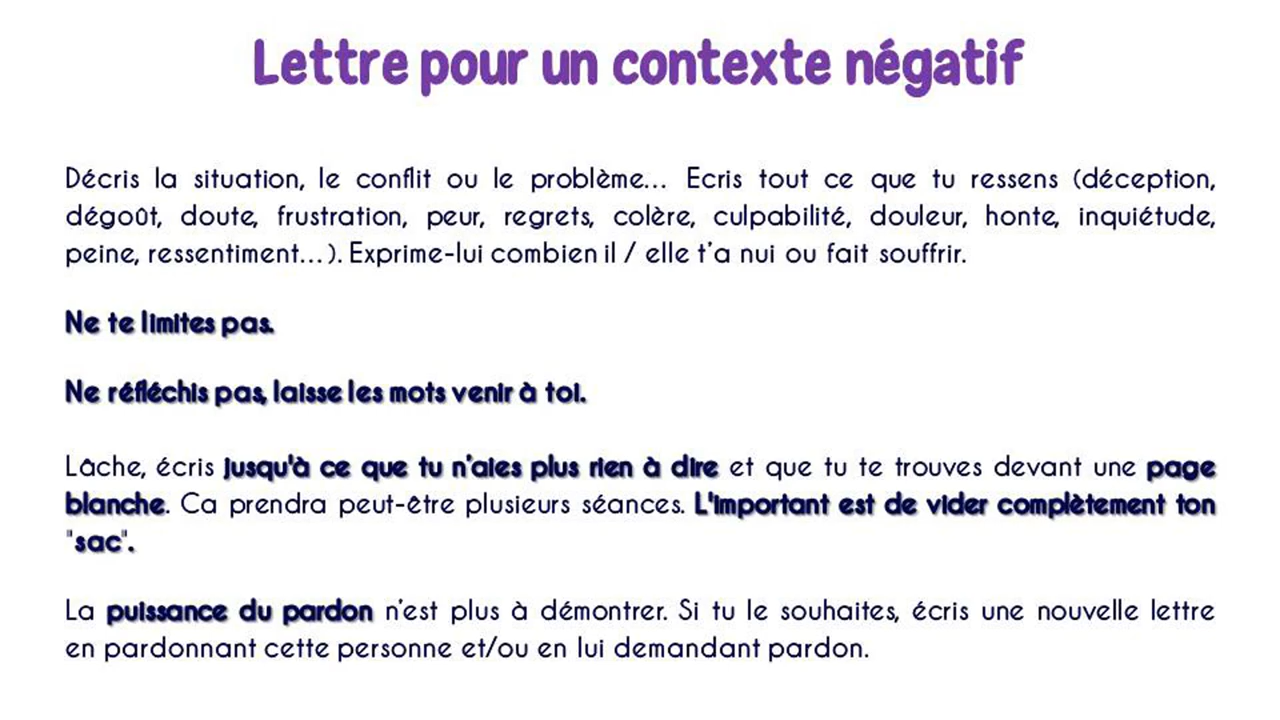 Lettre pour un contexte négatif
Décris la situation, le conflit ou le problème... Ecris tout ce que tu ressens (déception,
dégoût, doute, frustration, peur, regrets, colère, culpabilité, douleur, honte, inquiétude,
peine, ressentiment...). Exprime-lui combien il / elle t'a nui ou fait souffrir.
Ne te limites pas.
Ne réfléchis pas, laisse les mots venir à toi.
Lâche, écris jusqu'à ce que tu n'aies plus rien à dire et que tu te trouves devant une page
blanche. Ca prendra peut-être plusieurs séances. L'important est de vider complètement ton
"sac".
La puissance du pardon n'est plus à démontrer. Si tu le souhaites, écris une nouvelle lettre
en pardonnant cette personne et/ou en lui demandant pardon.